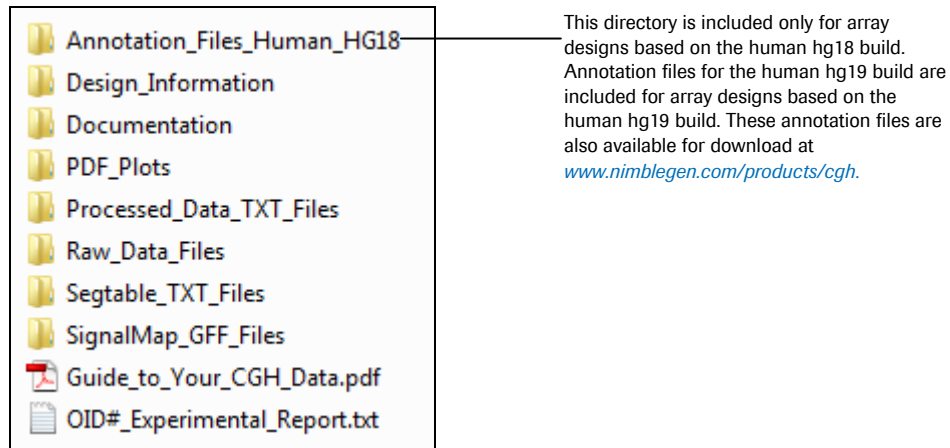 Annotation_Files_Human_HG18
Design_Information
Documentation
PDF_Plots
Processed_Data_TXT_Files
Raw_Data_Files
Segtable_TXT_Files
SignalMap_GFF_Files
Guide_to_Your_CGH_Data.pdf
OID#_Experimental_Report.txt
This directory is included only for array
designs based on the human hg18 build.
Annotation files for the human hg19 build are
included for array designs based on the
human hg19 build. These annotation files are
also available for download at
www.nimblegen.com/products/cgh.